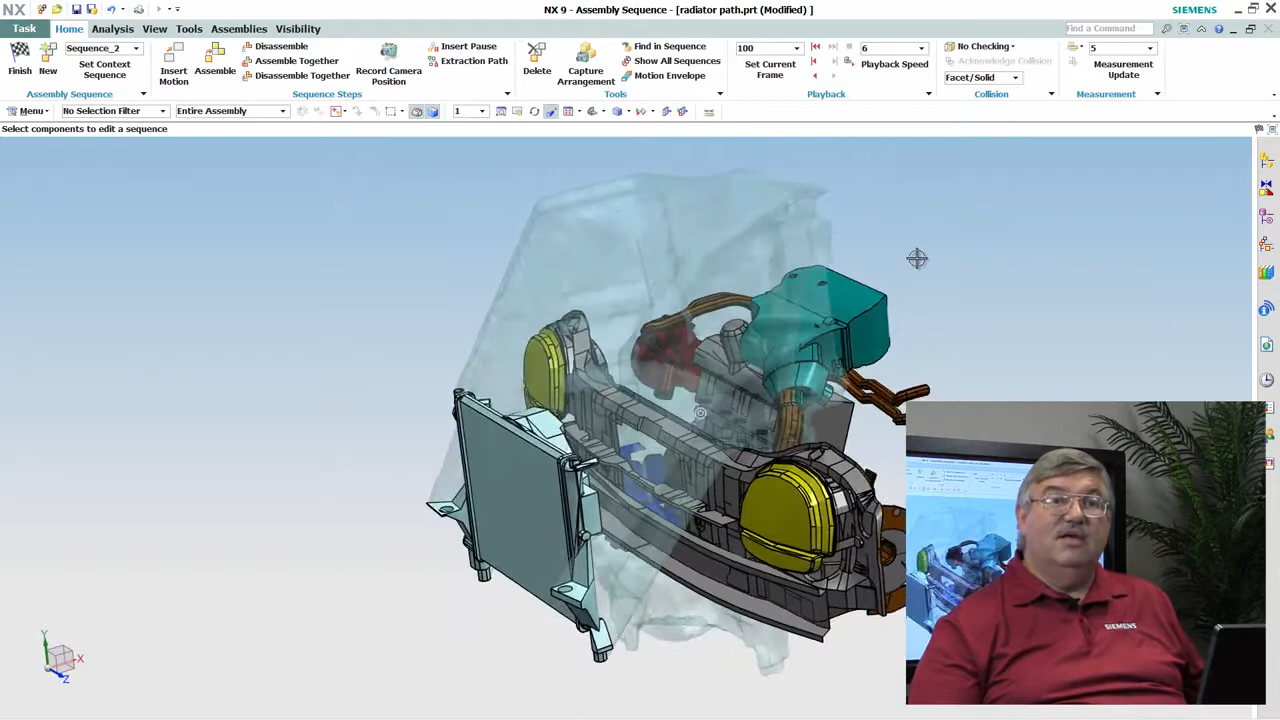 NX
NX 9 - Assembly Sequence - [radiator path.prt (Modified) ]
SIEMENS
Task
Home
Analysis
View
Tools
Assemblies
Visibility
Find a Command
Finish
New
Sequence_2
Set Context
Sequence
Assembly Sequence
Insert
Motion
Assemble
Disassemble
Assemble Together
Disassemble Together
Record Camera
Position
Insert Pause
Extraction Path
Sequence Steps
Delete
Capture
Arrangement
Find in Sequence
Show All Sequences
Motion Envelope
Tools
100
Set Current
Frame
6
Playback Speed
Playback
No Checking
Acknowledge Collision
Facet/Solid
Collision
5
Measurement
Update
Measurement
Menu
No Selection Filter
Entire Assembly
1
Select components to edit a sequence
Y
X
Z
SIEMENS